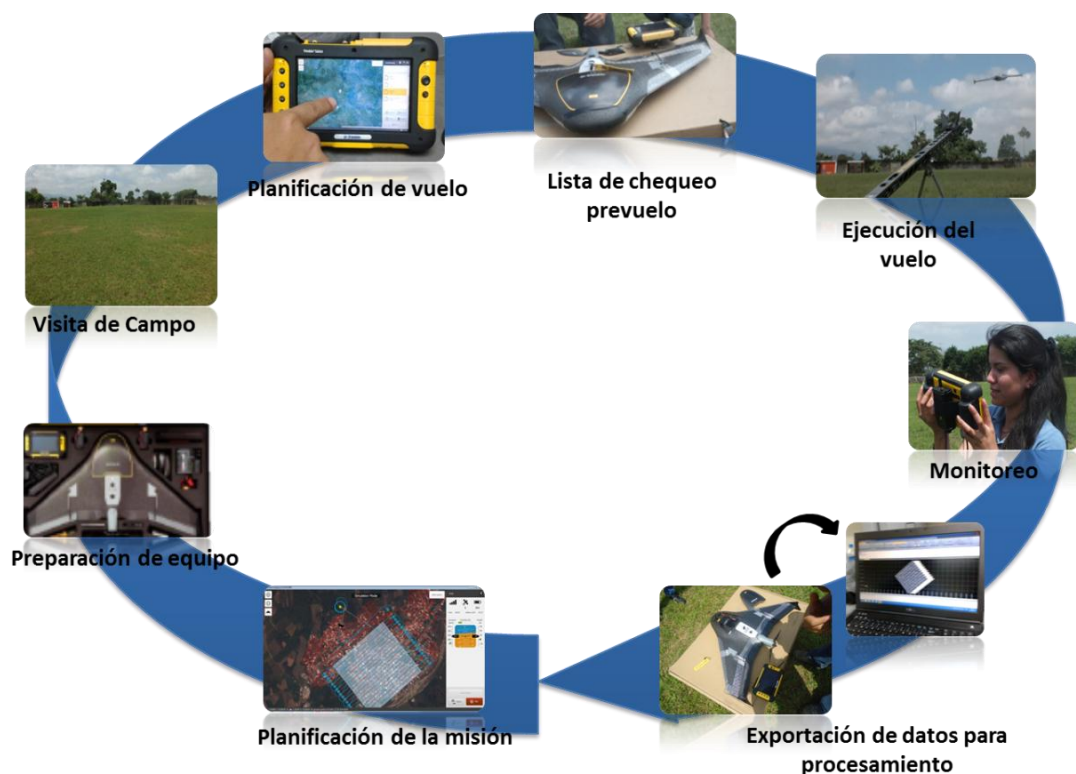 Planificación de vuelo
Lista de chequeo
prevuelo
Ejecución del
vuelo
Visita de Campo
Monitoreo
Preparación de equipo
Planificación de la misión
Exportación de datos para
procesamiento